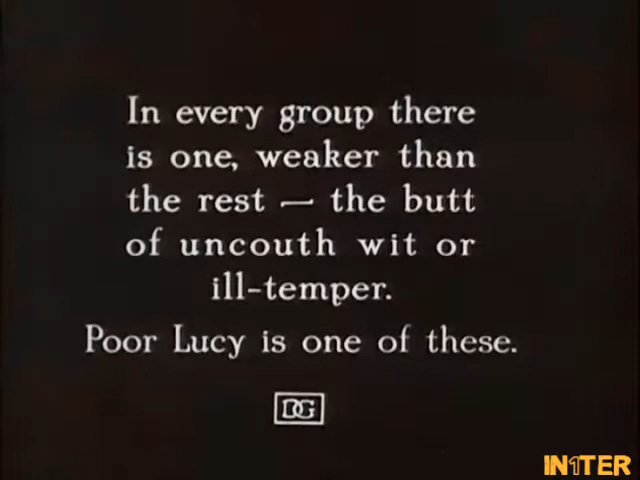 In every group there
is one, weaker than
the rest — the butt
of uncouth wit or
ill-temper.
Poor Lucy is one of these.
DG
IN1TER